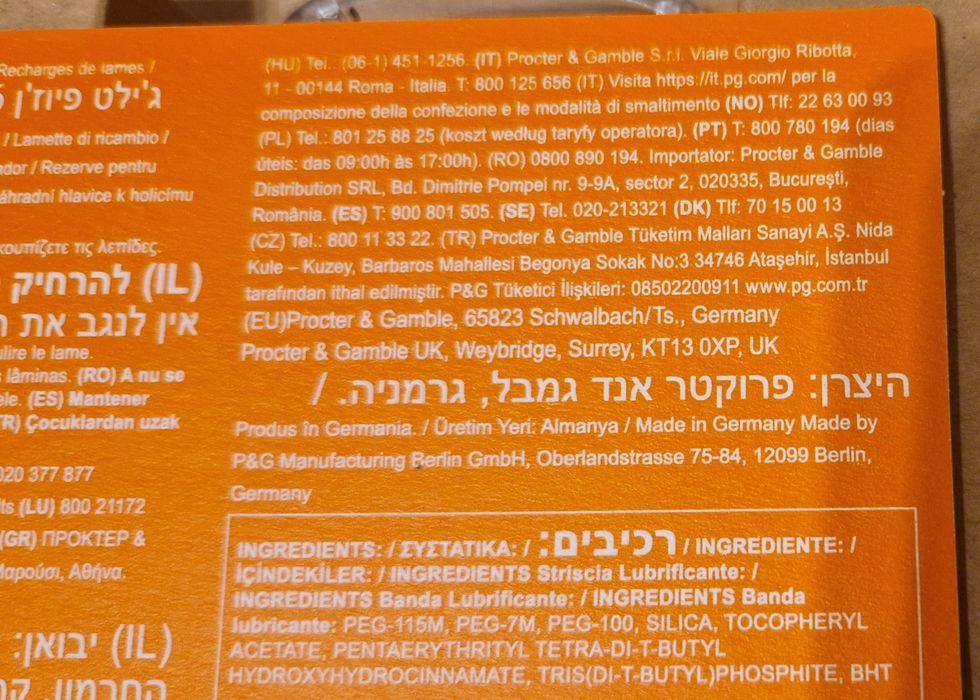 Recharges de lames /
ג'ילט פיוז'ן
/ Lamette di ricambio /
/ Rezerve pentru
hlavice k holicímu
τις λεπίδες.
(IL) להרחיק
אין לנגב את
le lame.
lâminas. (RO) A nu se
(ES) Mantener
Çocuklardan uzak
020 377 877
(LU) 800 21172
(GR) ΠΡΟΚΤΕΡ &
Μαρούσι, Αθήνα.
(IL) יבואן:
החרמון,
(HU) Tel.: (06-1) 451-1256. (IT) Procter & Gamble S.r.l. Viale Giorgio Ribotta,
11 - 00144 Roma - Italia. T: 800 125 656 (IT) Visita https://it.pg.com/ per la
composizione della confezione e le modalità di smaltimento (NO) Tlf: 22 63 00 93
(PL) Tel.: 801 25 88 25 (koszt według taryfy operatora). (PT) T: 800 780 194 (dias
úteis: das 09:00h às 17:00h). (RO) 0800 890 194. Importator: Procter & Gamble
Distribution SRL, Bd. Dimitrie Pompei nr. 9-9A, sector 2, 020335, București,
România. (ES) T: 900 801 505. (SE) Tel. 020-213321 (DK) Tlf: 70 15 00 13
(CZ) Tel.: 800 11 33 22. (TR) Procter & Gamble Tüketim Malları Sanayi A.Ş. Nida
Kule – Kuzey, Barbaros Mahallesi Begonya Sokak No:3 34746 Ataşehir, İstanbul
tarafından ithal edilmiştir. P&G Tüketici İlişkileri: 08502200911 www.pg.com.tr
(EU)Procter & Gamble, 65823 Schwalbach/Ts., Germany
Procter & Gamble UK, Weybridge, Surrey, KT13 0XP, UK
היצרן: פרוקטר אנד גמבל, גרמניה. /
Produs în Germania. / Üretim Yeri: Almanya / Made in Germany Made by
P&G Manufacturing Berlin GmbH, Oberlandstrasse 75-84, 12099 Berlin,
Germany
INGREDIENTS: / ΣΥΣΤΑΤΙΚΑ: / רכיבים: / INGREDIENTE: /
İÇİNDEKİLER: / INGREDIENTS Striscia Lubrificante: /
INGREDIENTS Banda Lubrificante: / INGREDIENTS Banda
lubricante: PEG-115M, PEG-7M, PEG-100, SILICA, TOCOPHERYL
ACETATE, PENTAERYTHRITYL TETRA-DI-T-BUTYL
HYDROXYHYDROCINNAMATE, TRIS(DI-T-BUTYL)PHOSPHITE, BHT